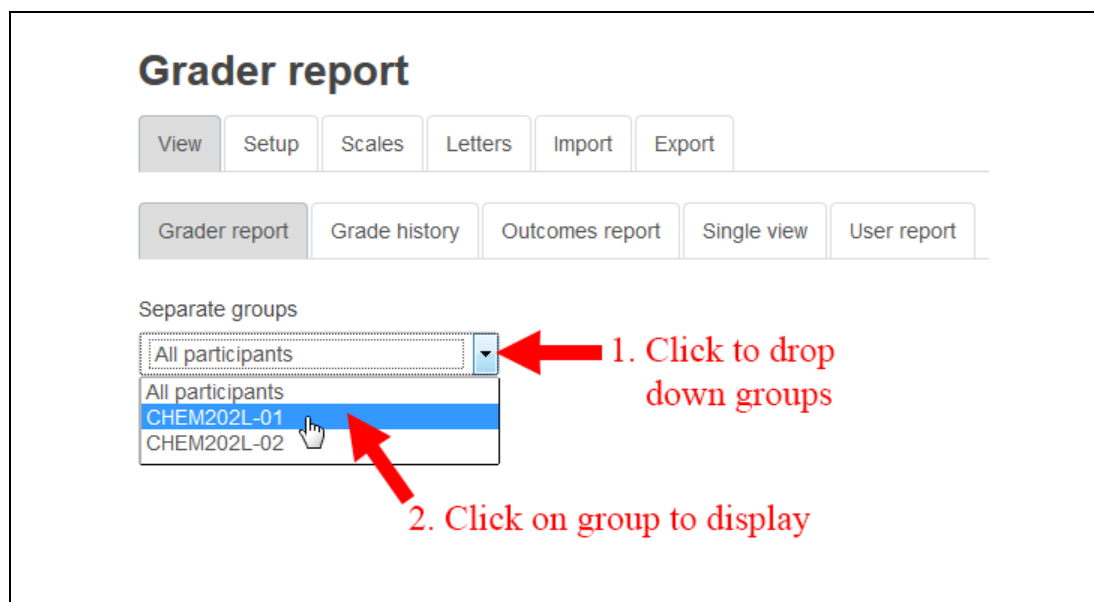 Grader report
View Setup Scales Letters Import Export
Grader report Grade history Outcomes report Single view User report
Separate groups
All participants
All participants
CHEM202L-01
CHEM202L-02
1. Click to drop
down groups
2. Click on group to display